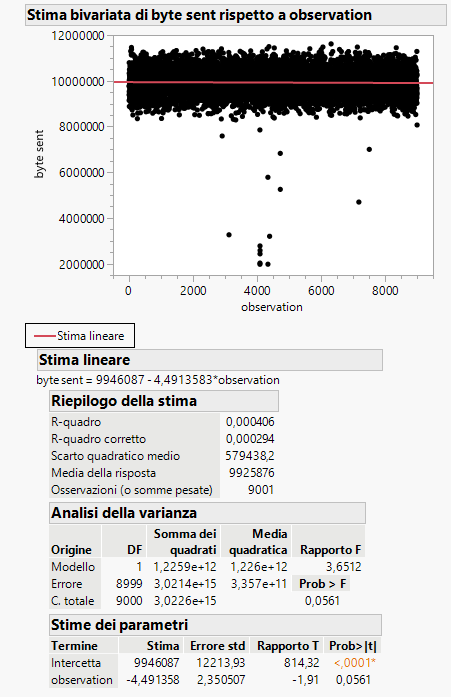 Stima bivariata di byte sent rispetto a observation
12000000
10000000
8000000
6000000
4000000
2000000
byte sent
0 2000 4000 6000 8000
observation
Stima lineare
Stima lineare
byte sent = 9946087 - 4,4913583*observation
Riepilogo della stima
R-quadro 0,000406
R-quadro corretto 0,000294
Scarto quadratico medio 579438,2
Media della risposta 9925876
Osservazioni (o somme pesate) 9001
Analisi della varianza
Somma dei Media
Origine DF quadrati quadratica Rapporto F
Modello 1 1,2259e+12 1,226e+12 3,6512
Errore 8999 3,0214e+15 3,357e+11 Prob > F
C. totale 9000 3,0226e+15 0,0561
Stime dei parametri
Termine Stima Errore std Rapporto T Prob>|t|
Intercetta 9946087 12213,93 814,32 <,0001*
observation -4,491358 2,350507 -1,91 0,0561